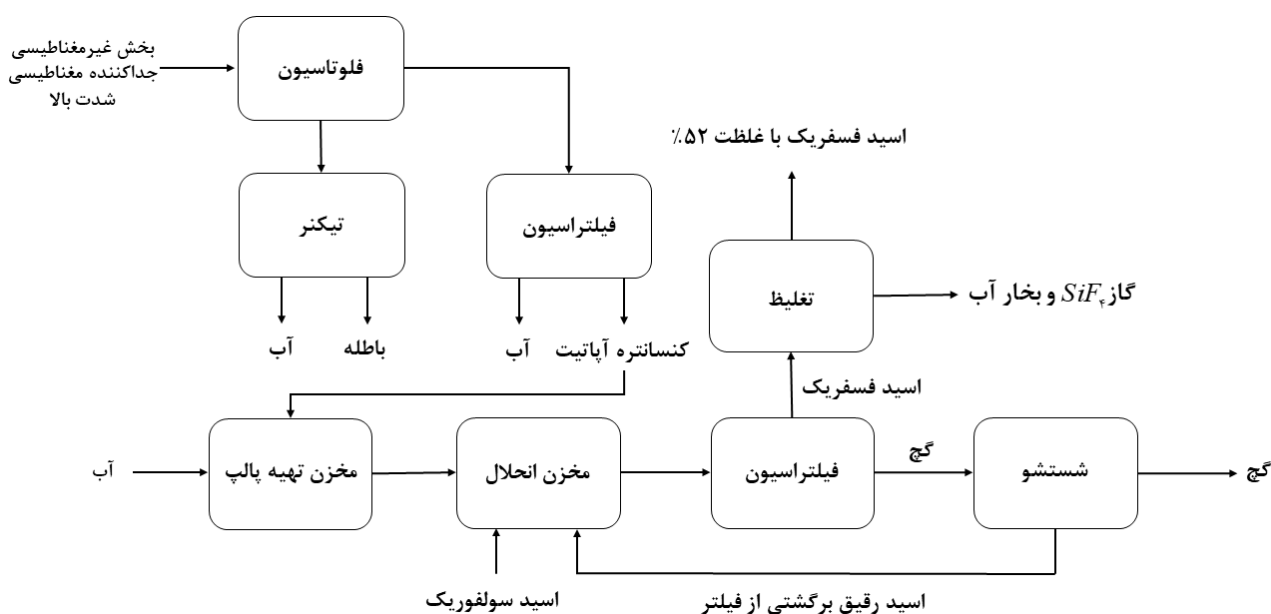 بخش غیرمغناطیسی
جداکننده مغناطیسی
شدت بالا
فلوتاسیون
اسید فسفریک با غلظت ۵۲٪
تیکنر
فیلتراسیون
تغلیظ
گاز SiF۴ و بخار آب
آب
باطله
آب
کنسانتره آپاتیت
اسید فسفریک
آب
مخزن تهیه پالپ
مخزن انحلال
فیلتراسیون
گچ
شستشو
گچ
اسید سولفوریک
اسید رقیق برگشتی از فیلتر